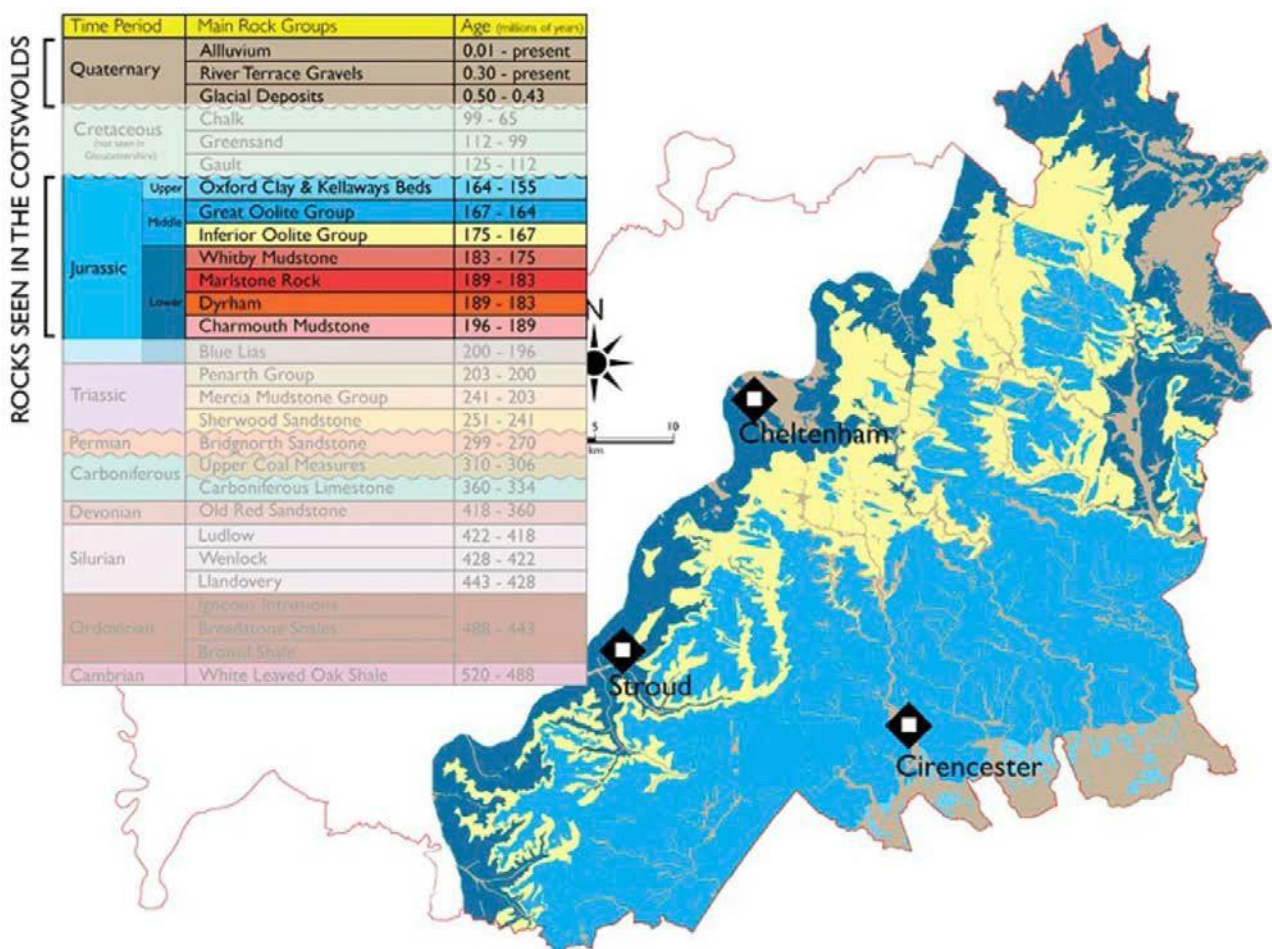 ROCKS SEEN IN THE COTSWOLDS
Time Period Main Rock Groups Age (millions of years)
Quaternary
Allluvium 0.01 - present
River Terrace Gravels 0.30 - present
Glacial Deposits 0.50 - 0.43
Cretaceous
(not seen in
Gloucestershire)
Chalk 99 - 65
Greensand 112 - 99
Gault 125 - 112
Jurassic
Upper Oxford Clay & Kellaways Beds 164 - 155
Middle Great Oolite Group 167 - 164
Inferior Oolite Group 175 - 167
Lower
Whitby Mudstone 183 - 175
Marlstone Rock 189 - 183
Dyrham 189 - 183
Charmouth Mudstone 196 - 189
Blue Lias 200 - 196
Triassic
Penarth Group 203 - 200
Mercia Mudstone Group 241 - 203
Sherwood Sandstone 251 - 241
Permian Bridgnorth Sandstone 299 - 270
Carboniferous
Upper Coal Measures 310 - 306
Carboniferous Limestone 360 - 334
Devonian Old Red Sandstone 418 - 360
Silurian
Ludlow 422 - 418
Wenlock 428 - 422
Llandovery 443 - 428
Ordovician
Igneous Intrusions
Breadstone Shales 488 - 443
Bronsil Shale
Cambrian White Leaved Oak Shale 520 - 488
N
5 10
km.
Cheltenham
Stroud
Cirencester